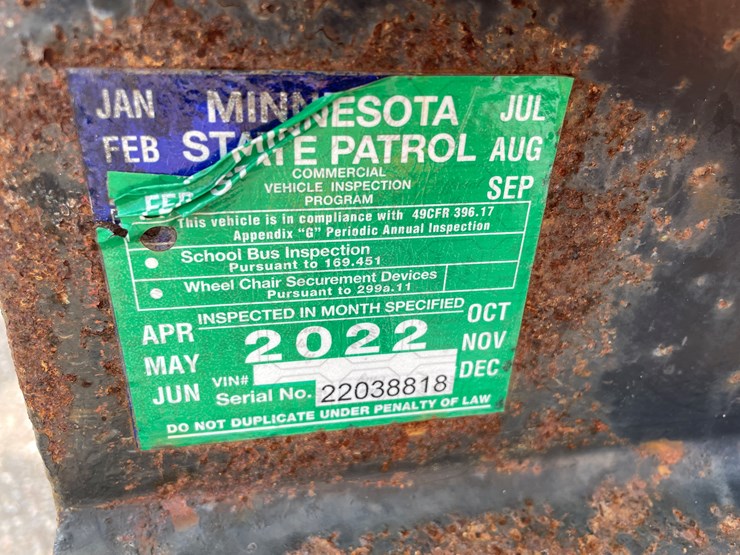 JAN MINNESOTA JUL
FEB STATE PATROL AUG
FEB COMMERCIAL SEP
VEHICLE INSPECTION
PROGRAM
This vehicle is in compliance with 49CFR 396.17
Appendix "G" Periodic Annual Inspection
School Bus Inspection
Pursuant to 169.451
Wheel Chair Securement Devices
Pursuant to 299a.11
INSPECTED IN MONTH SPECIFIED
APR 2022 OCT
MAY NOV
JUN VIN# DEC
Serial No. 22038818
DO NOT DUPLICATE UNDER PENALTY OF LAW